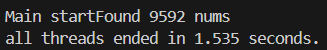 Main startFound 9592 nums
all threads ended in 1.535 seconds.